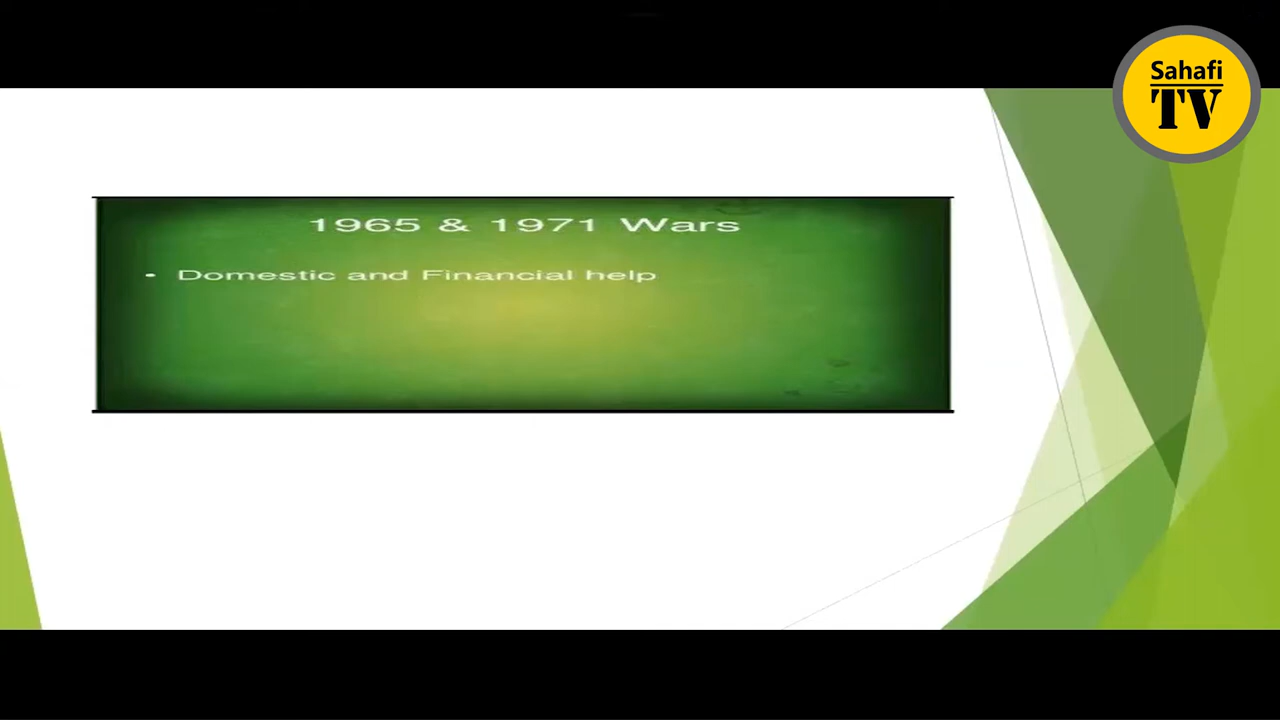 Sahafi
TV
1965 & 1971 Wars
• Domestic and Financial help